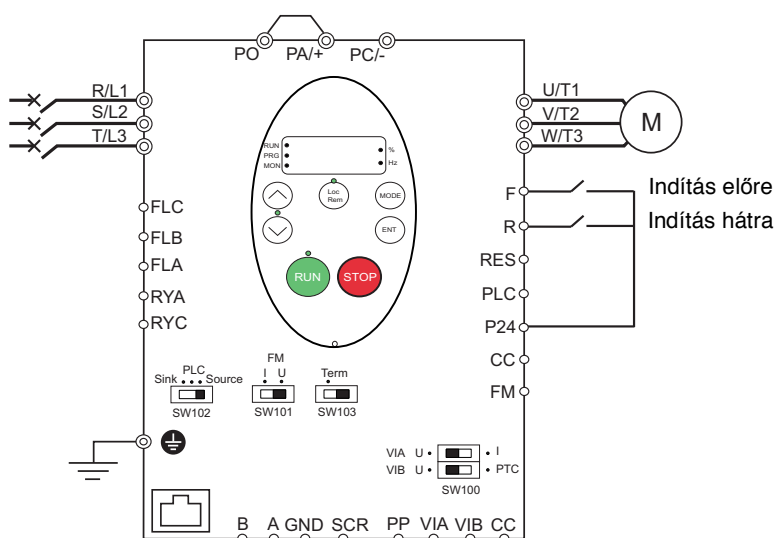 PO PA/+ PC/-
R/L1
S/L2
T/L3
U/T1
V/T2
W/T3
M
RUN
PRG
MON
%
Hz
Loc
Rem
MODE
ENT
RUN STOP
FLC
FLB
FLA
RYA
RYC
F
R
RES
PLC
P24
CC
FM
Indítás előre
Indítás hátra
PLC
Sink Source
SW102
FM
I U
SW101
Term
SW103
VIA U I
VIB U PTC
SW100
B A GND SCR PP VIA VIB CC